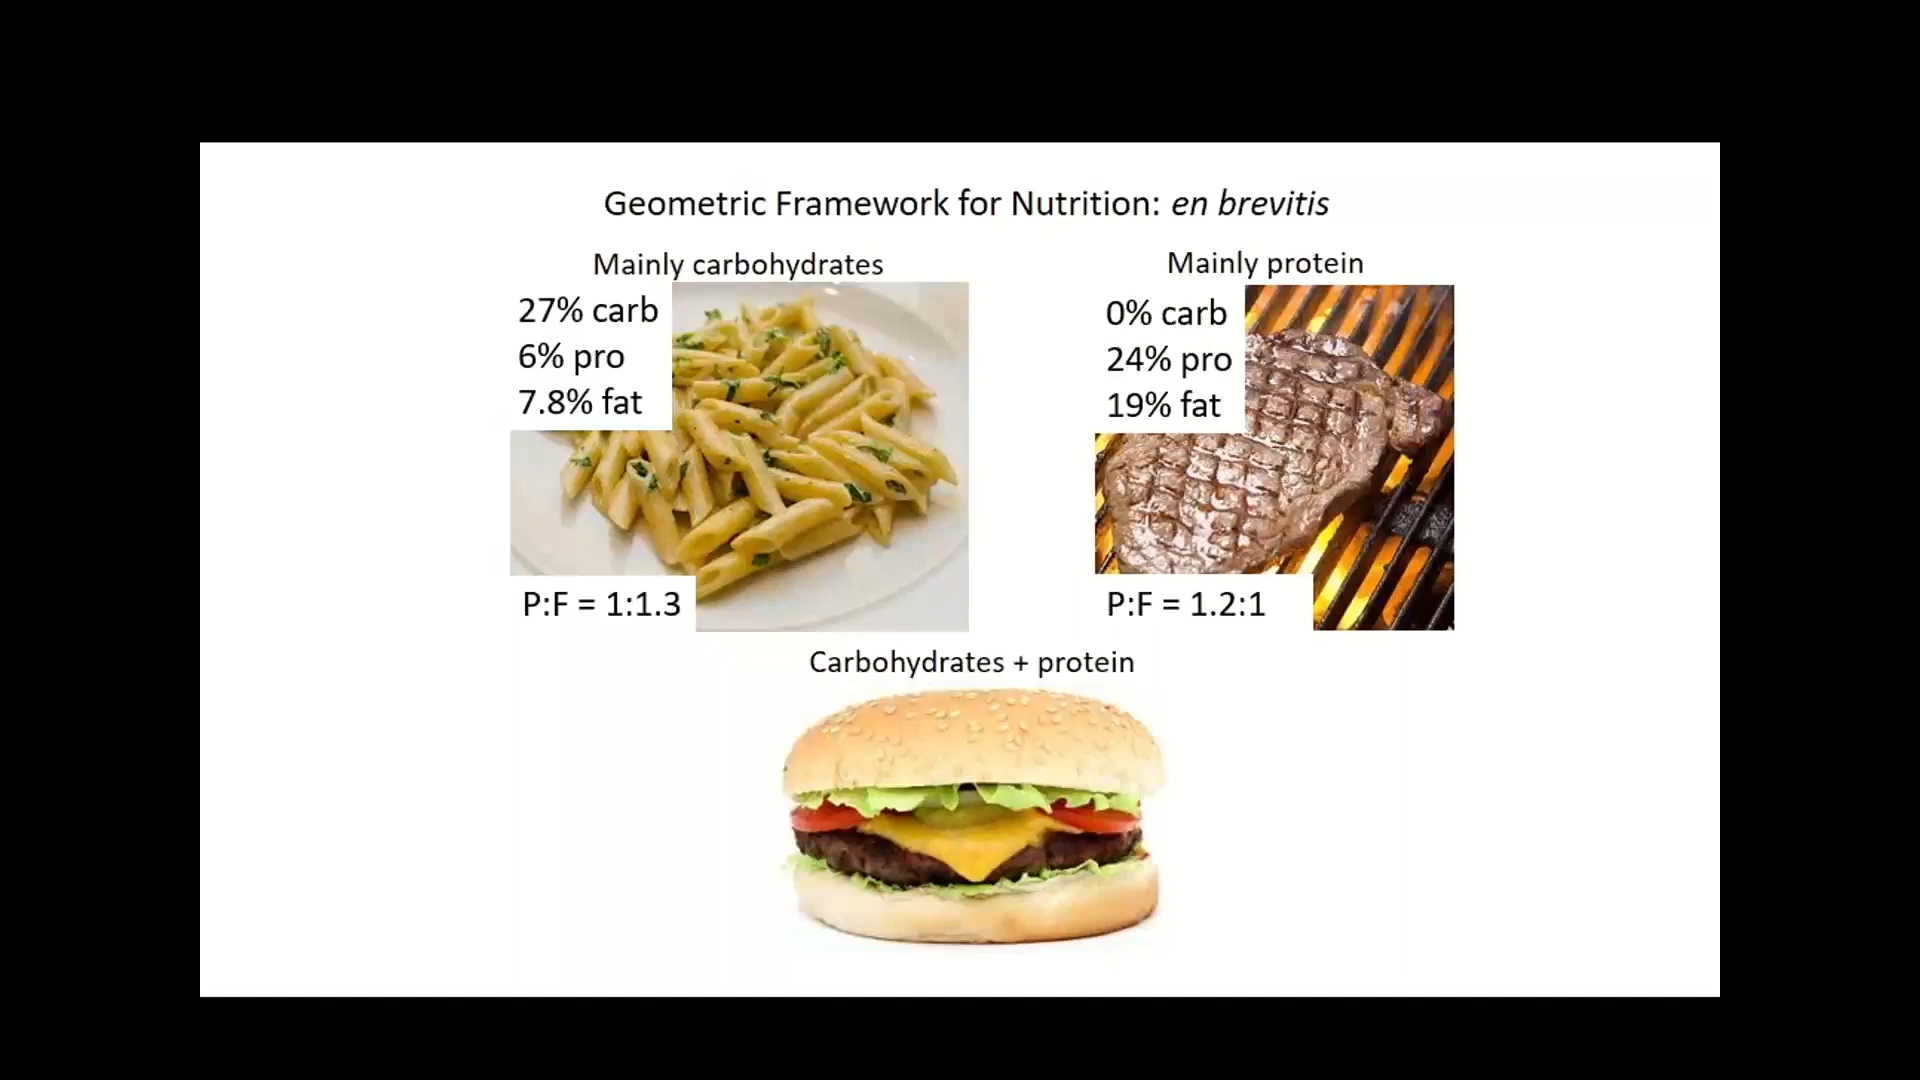 Geometric Framework for Nutrition: en brevitis
Mainly carbohydrates
27% carb
6% pro
7.8% fat
P:F = 1:1.3
Mainly protein
0% carb
24% pro
19% fat
P:F = 1.2:1
Carbohydrates + protein